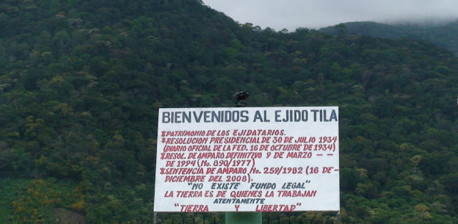 BIENVENIDOS AL EJIDO TILA
PATRIMONIO DE LOS EJIDATARIOS.
RESOLUCION PRESIDENCIAL DE 30 DE JULIO 1934
(DIARIO OFICIAL DE LA FED. 16 DE OCTUBRE DE 1934)
RESOL. DE AMPARO DEFINITIVO 9 DE MARZO - -
DE 1994 (No. 890/1977)
SENTENCIA DE AMPARO No. 259/1982 (16 DE -
DICIEMBRE DEL 2008).
"NO EXISTE FUNDO LEGAL"
LA TIERRA ES DE QUIENES LA TRABAJAN
ATENTAMENTE
"TIERRA Y LIBERTAD"